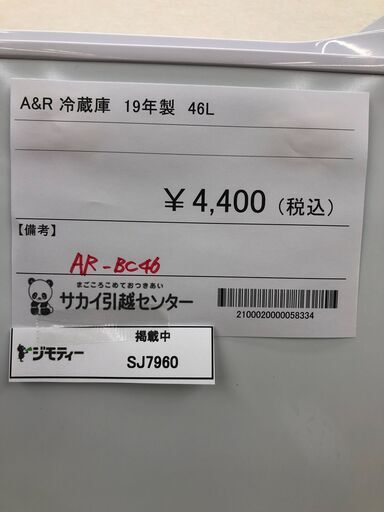 A&R 冷蔵庫 19年製 46L
￥4,400（税込）
【備考】
AR-BC46
まごころこめておつきあい
サカイ引越センター
2100020000058334
掲載中
ジモティー
SJ7960